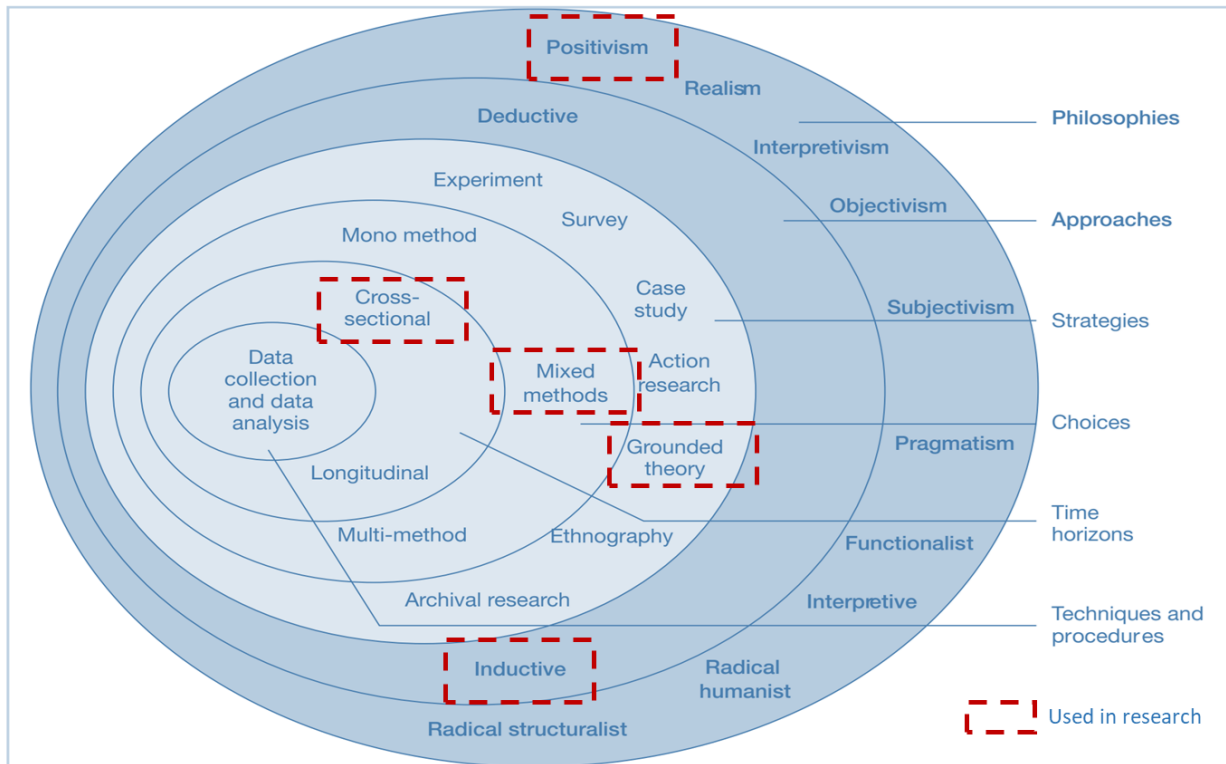 Positivism
Realism
Philosophies
Deductive
Interpretivism
Experiment
Objectivism
Survey
Approaches
Mono method
Case
study
Cross-
sectional
Subjectivism
Strategies
Data
collection
and data
analysis
Mixed
methods
Action
research
Choices
Grounded
theory
Pragmatism
Longitudinal
Time
horizons
Multi-method
Ethnography
Functionalist
Archival research
Interpretive
Techniques and
procedures
Inductive
Radical
humanist
Radical structuralist
Used in research